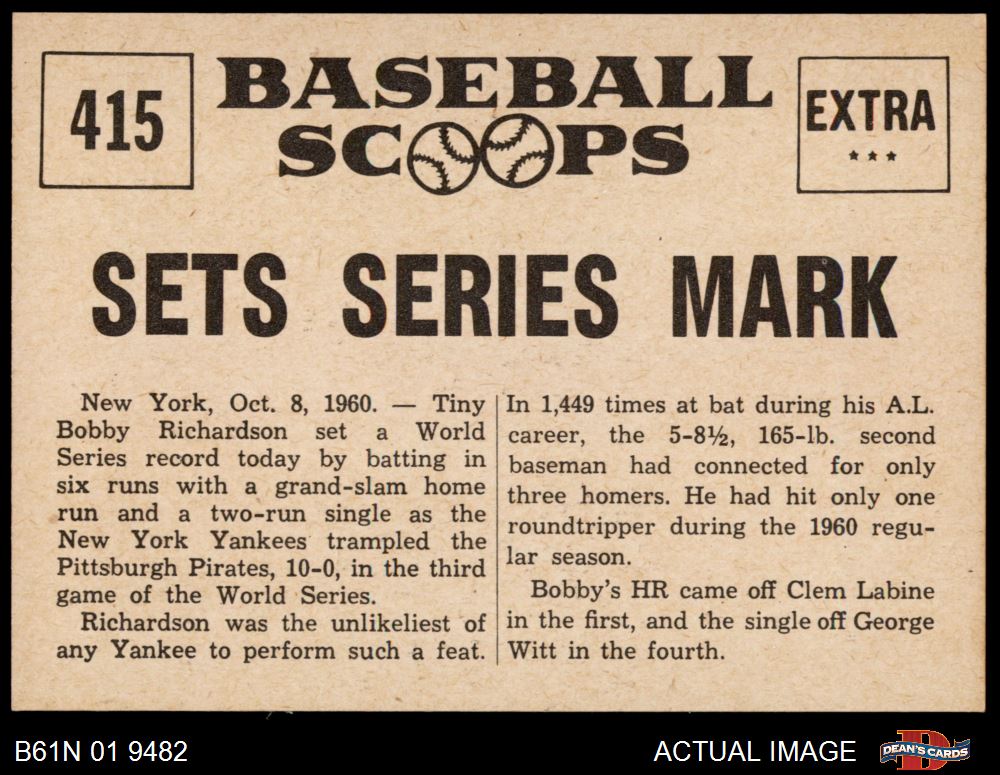 415
BASEBALL
SCOOPS
EXTRA
***
SETS SERIES MARK
New York, Oct. 8, 1960. — Tiny
Bobby Richardson set a World
Series record today by batting in
six runs with a grand-slam home
run and a two-run single as the
New York Yankees trampled the
Pittsburgh Pirates, 10-0, in the third
game of the World Series.
Richardson was the unlikeliest of
any Yankee to perform such a feat.
In 1,449 times at bat during his A.L.
career, the 5-8½, 165-lb. second
baseman had connected for only
three homers. He had hit only one
roundtripper during the 1960 regu-
lar season.
Bobby's HR came off Clem Labine
in the first, and the single off George
Witt in the fourth.
B61N 01 9482
ACTUAL IMAGE
DEAN'S CARDS